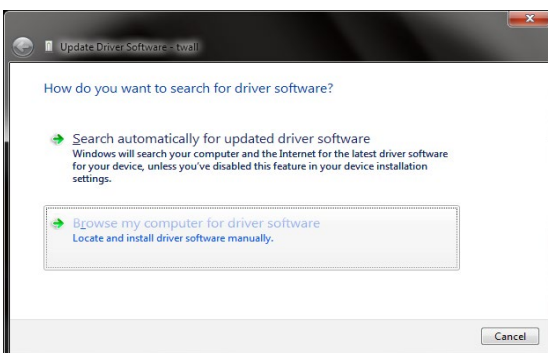 Update Driver Software - twall
How do you want to search for driver software?
Search automatically for updated driver software
Windows will search your computer and the Internet for the latest driver software
for your device, unless you've disabled this feature in your device installation
settings.
Browse my computer for driver software
Locate and install driver software manually.
Cancel